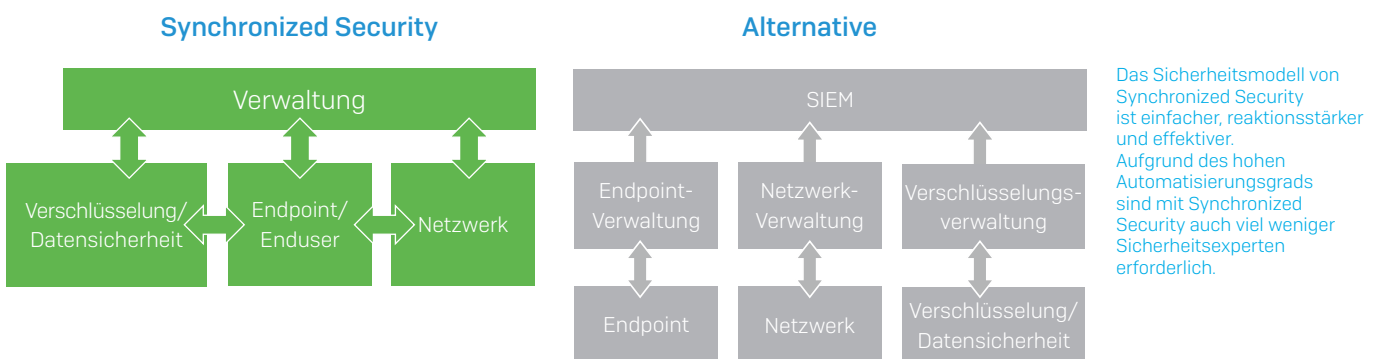 Synchronized Security
Verwaltung
Verschlüsselung/
Datensicherheit
Endpoint/
Enduser
Netzwerk
Alternative
SIEM
Endpoint-
Verwaltung
Netzwerk-
Verwaltung
Verschlüsselungs-
verwaltung
Endpoint
Netzwerk
Verschlüsselung/
Datensicherheit
Das Sicherheitsmodell von
Synchronized Security
ist einfacher, reaktionsstärker
und effektiver.
Aufgrund des hohen
Automatisierungsgrads
sind mit Synchronized
Security auch viel weniger
Sicherheitsexperten
erforderlich.